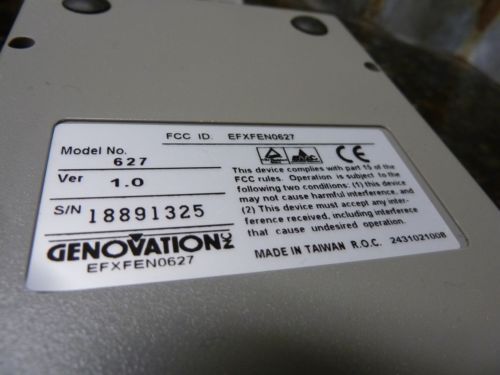 FCC ID. EFXFEN0627
Model No. 627
Ver 1.0
S/N 18891325
GENOVATION INC
EFXFEN0627
CE
This device complies with part 15 of the
FCC rules. Operation is subject to the
following two conditions: (1) this device
may not cause harmful interference, and
(2) This device must accept any inter-
ference received, including interference
that cause undesired operation.
MADE IN TAIWAN R.O.C. 2431021008